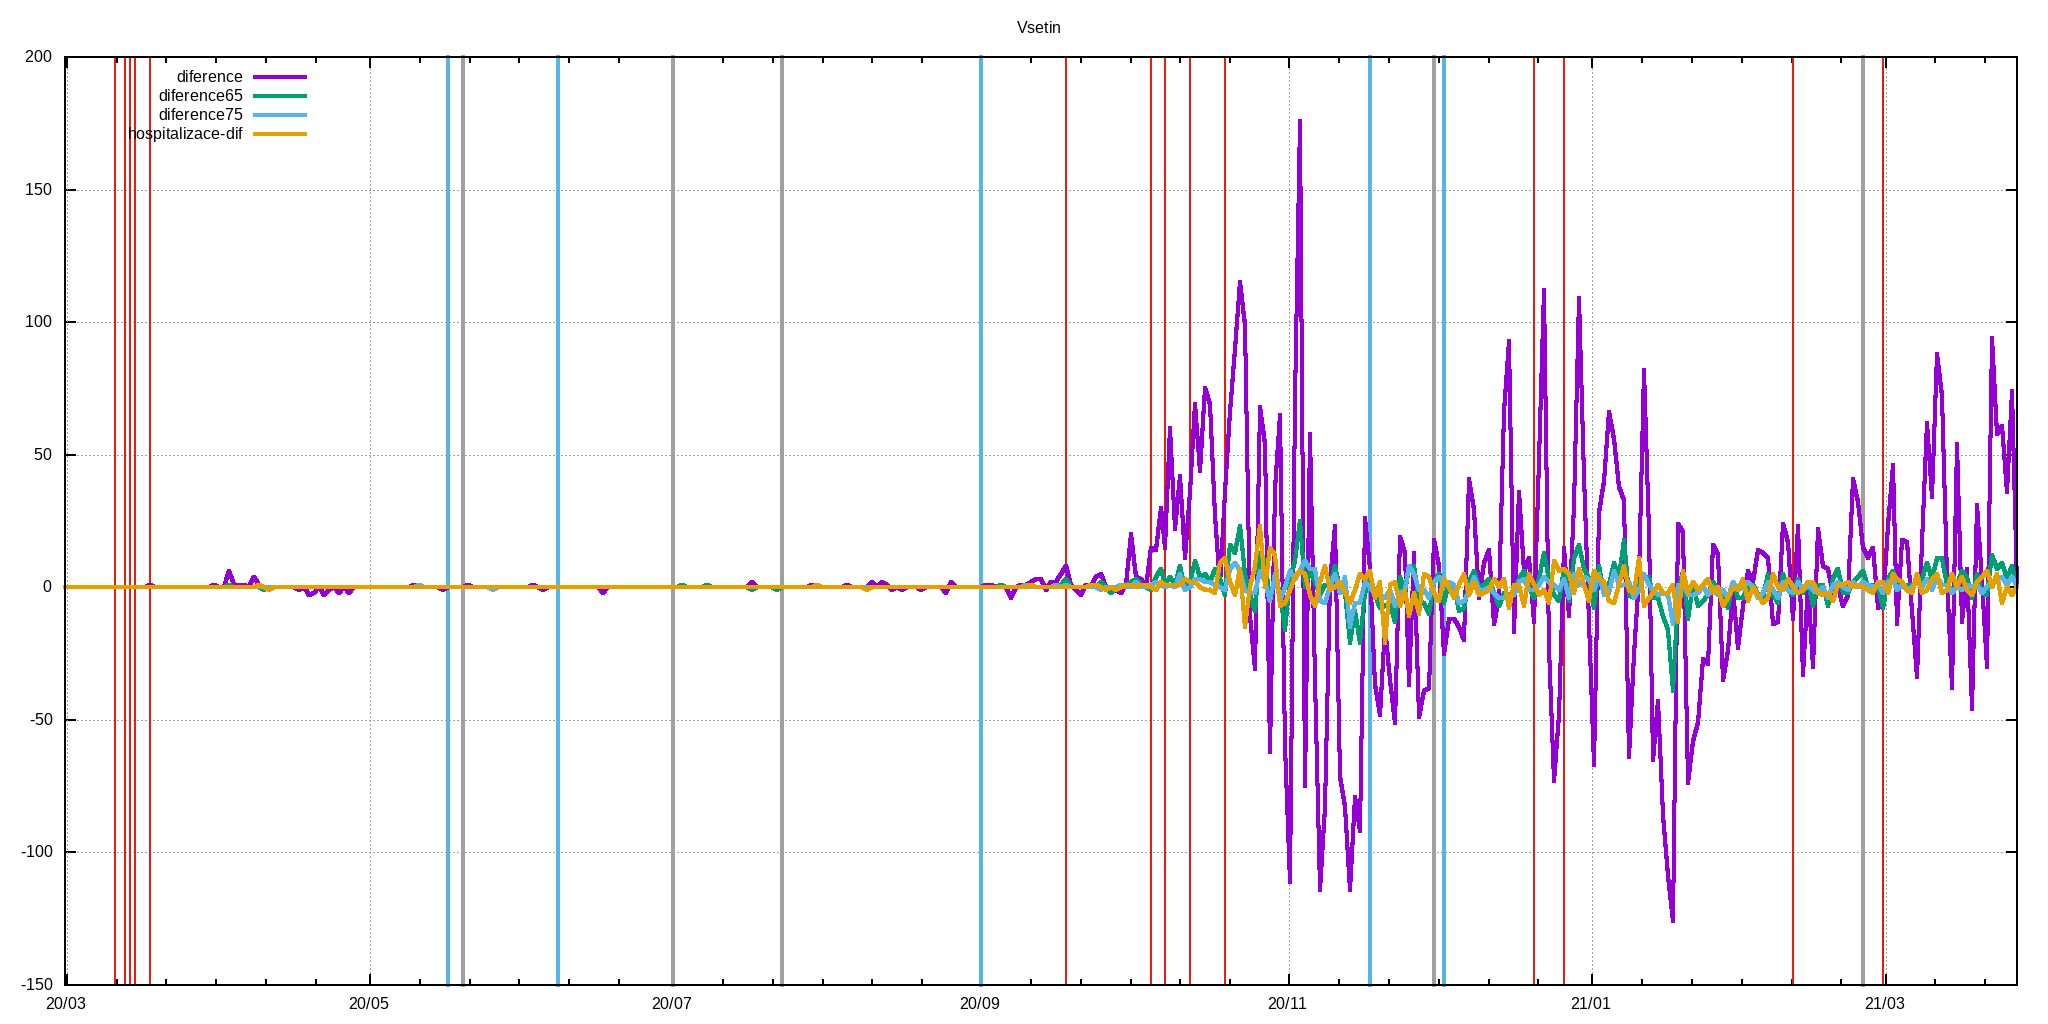 Vsetin
200
150
100
50
0
-50
-100
-150
diference
diference65
diference75
hospitalizace-dif
20/03 20/05 20/07 20/09 20/11 21/01 21/03